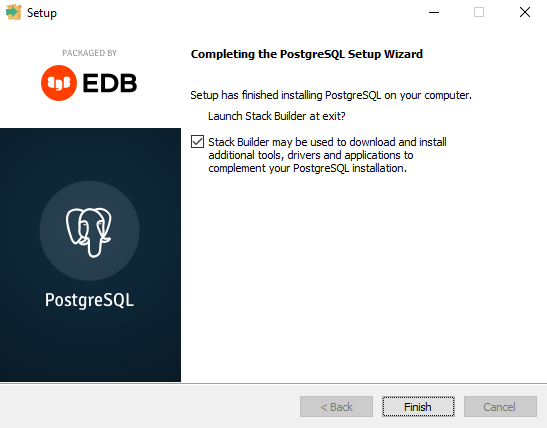 Setup
PACKAGED BY
EDB
Completing the PostgreSQL Setup Wizard
Setup has finished installing PostgreSQL on your computer.
Launch Stack Builder at exit?
Stack Builder may be used to download and install
additional tools, drivers and applications to
complement your PostgreSQL installation.
PostgreSQL
< Back
Finish
Cancel